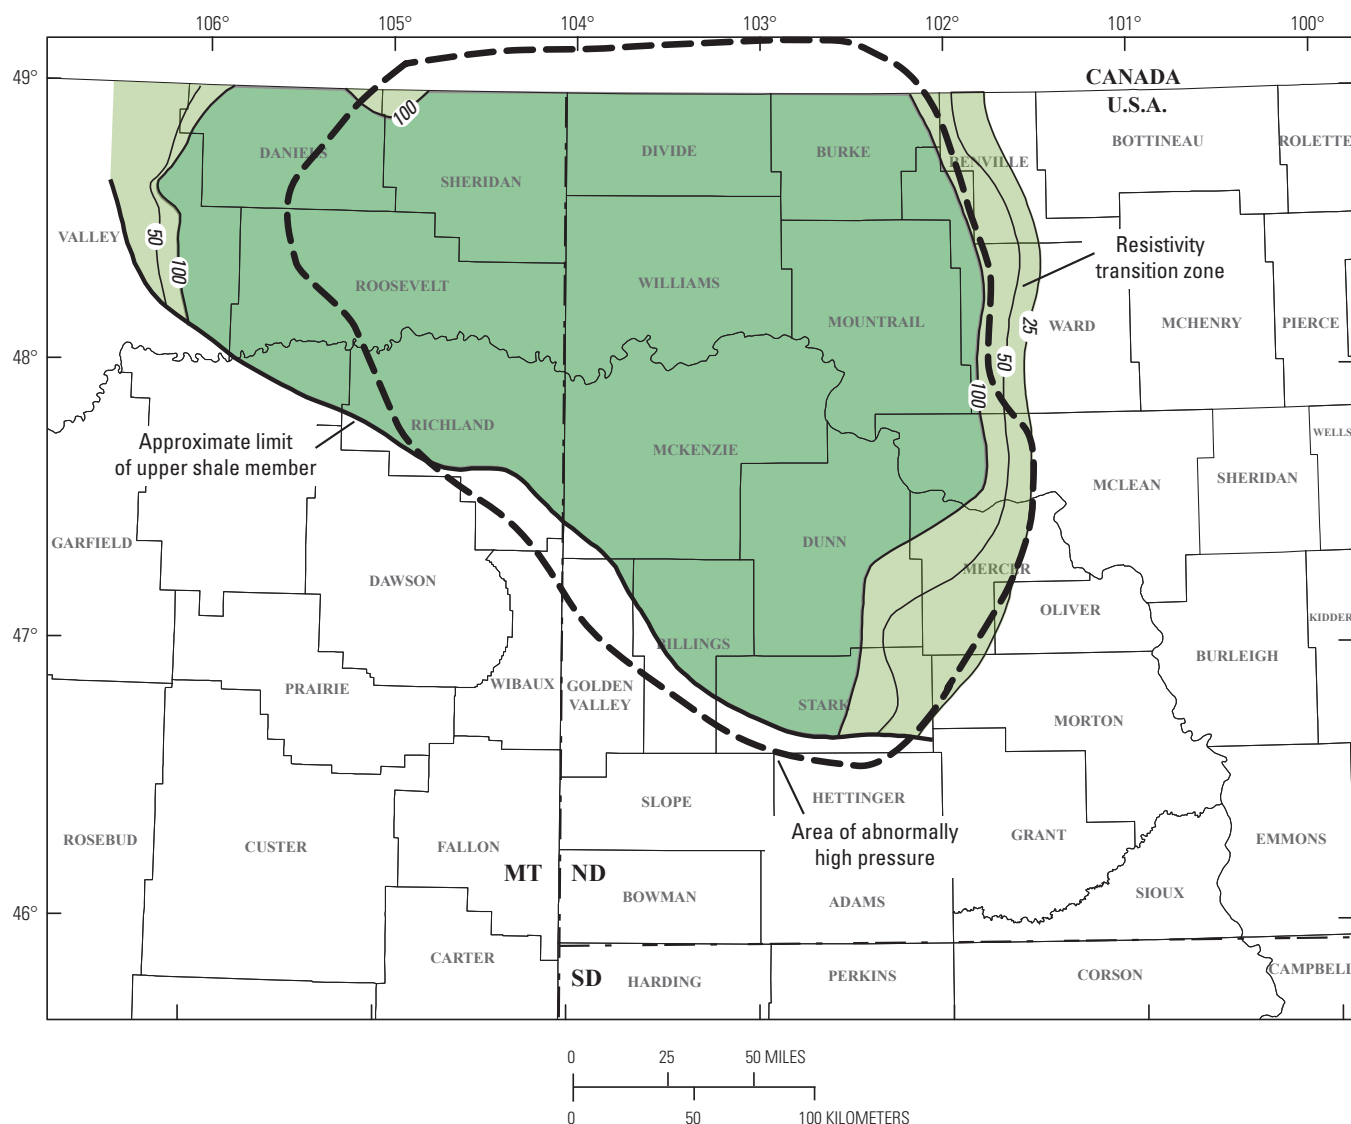 106°
105°
104°
103°
102°
101°
100°
49°
CANADA
U.S.A.
100
BOTTINEAU
ROLETTE
DANIELS
DIVIDE
BURKE
RENVILLE
SHERIDAN
VALLEY
50
Resistivity
transition zone
100
ROOSEVELT
WILLIAMS
MOUNTRAIL
25
WARD
MCHENRY
PIERCE
48°
50
100
Approximate limit
of upper shale member
RICHLAND
MCKENZIE
WELLS
MCLEAN
SHERIDAN
GARFIELD
DAWSON
DUNN
MERCER
OLIVER
KIDDER
47°
BILLINGS
BURLEIGH
PRAIRIE
WIBAUX
GOLDEN
VALLEY
STARK
MORTON
SLOPE
HETTINGER
ROSEBUD
CUSTER
FALLON
Area of abnormally
high pressure
GRANT
EMMONS
MT
ND
BOWMAN
ADAMS
SIOUX
46°
CARTER
SD
HARDING
PERKINS
CORSON
CAMPBELL
0
25
50 MILES
0
50
100 KILOMETERS